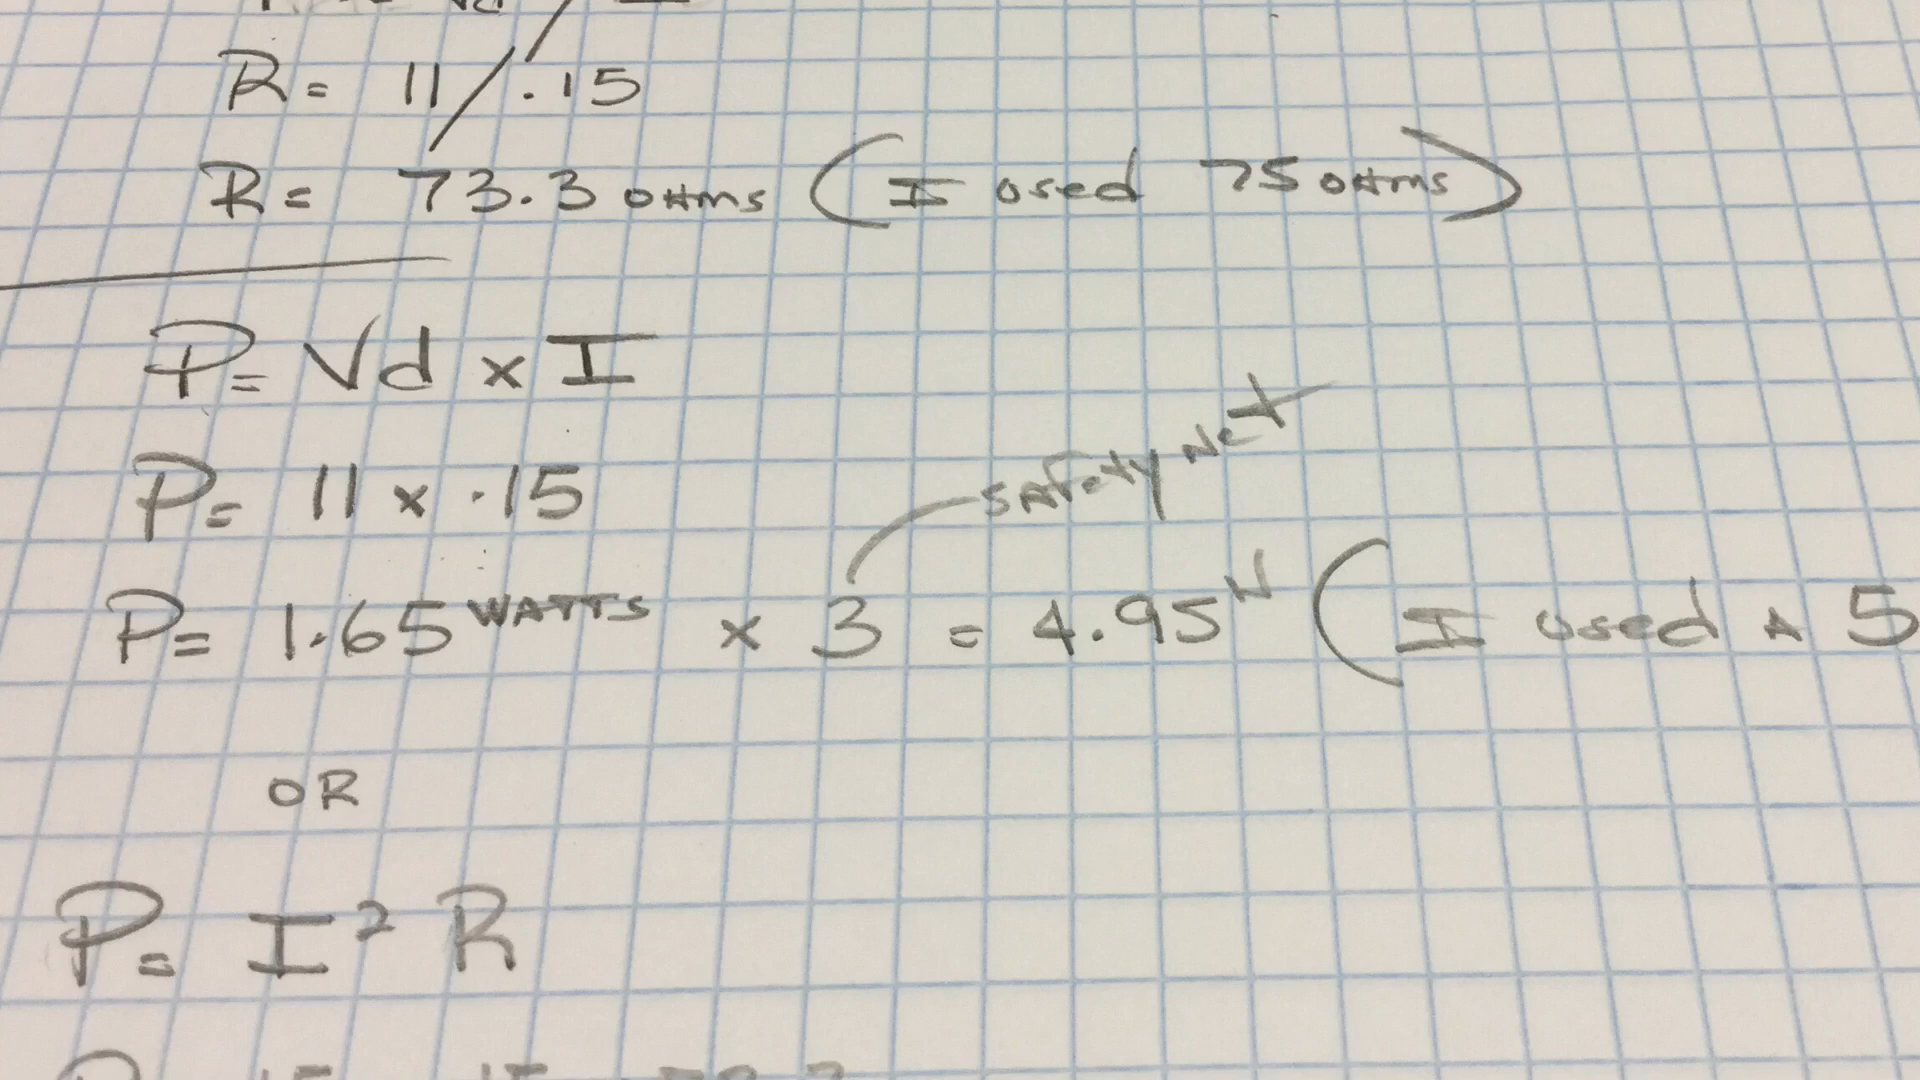 R = 11 / .15
R = 73.3 OHMS (I used 75 OHMS)
P = Vd x I
P = 11 x .15
SAFETY NET
P = 1.65 WATTS x 3 = 4.95 W (I used A 5
OR
P = I² R